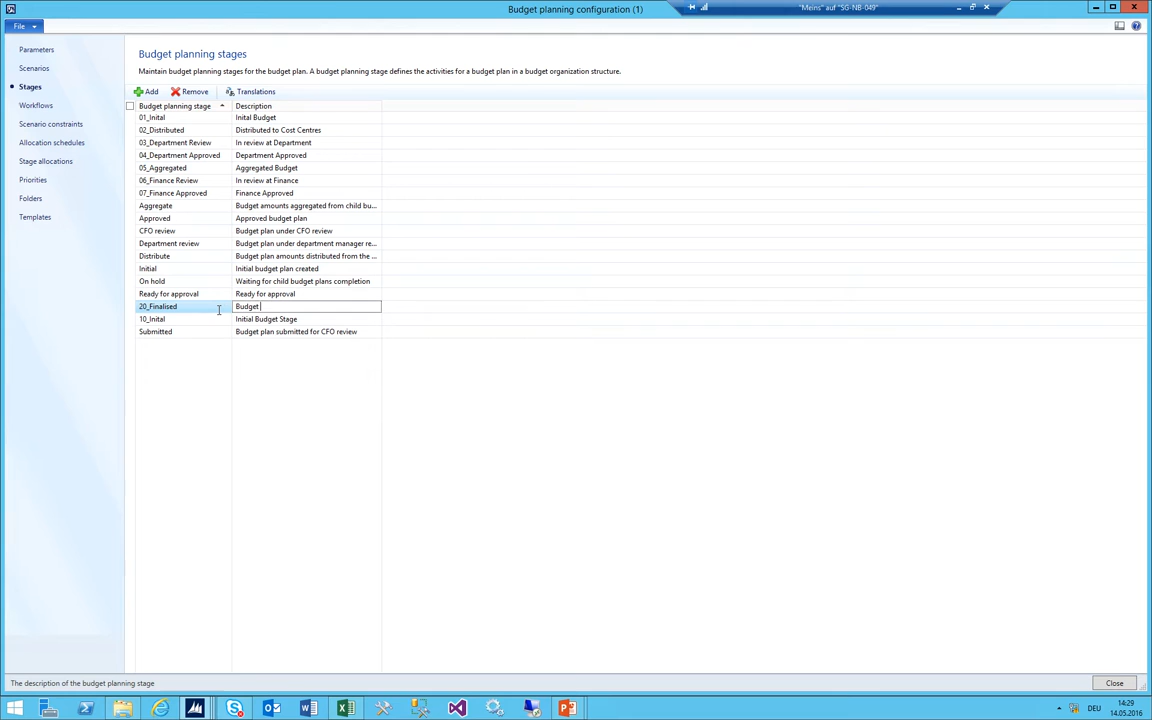 Budget planning configuration (1)
"Meins" auf "SG-NB-049"
File
Parameters
Scenarios
Stages
Workflows
Scenario constraints
Allocation schedules
Stage allocations
Priorities
Folders
Templates
Budget planning stages
Maintain budget planning stages for the budget plan. A budget planning stage defines the activities for a budget plan in a budget organization structure.
Add Remove Translations
Budget planning stage Description
01_Inital Inital Budget
02_Distributed Distributed to Cost Centres
03_Department Review In review at Department
04_Department Approved Department Approved
05_Aggregated Aggregated Budget
06_Finance Review In review at Finance
07_Finance Approved Finance Approved
Aggregate Budget amounts aggregated from child bu...
Approved Approved budget plan
CFO review Budget plan under CFO review
Department review Budget plan under department manager re...
Distribute Budget plan amounts distributed from the ...
Initial Initial budget plan created
On hold Waiting for child budget plans completion
Ready for approval Ready for approval
20_Finalised Budget
10_Inital Initial Budget Stage
Submitted Budget plan submitted for CFO review
The description of the budget planning stage
Close
DEU
14:29
14.05.2016